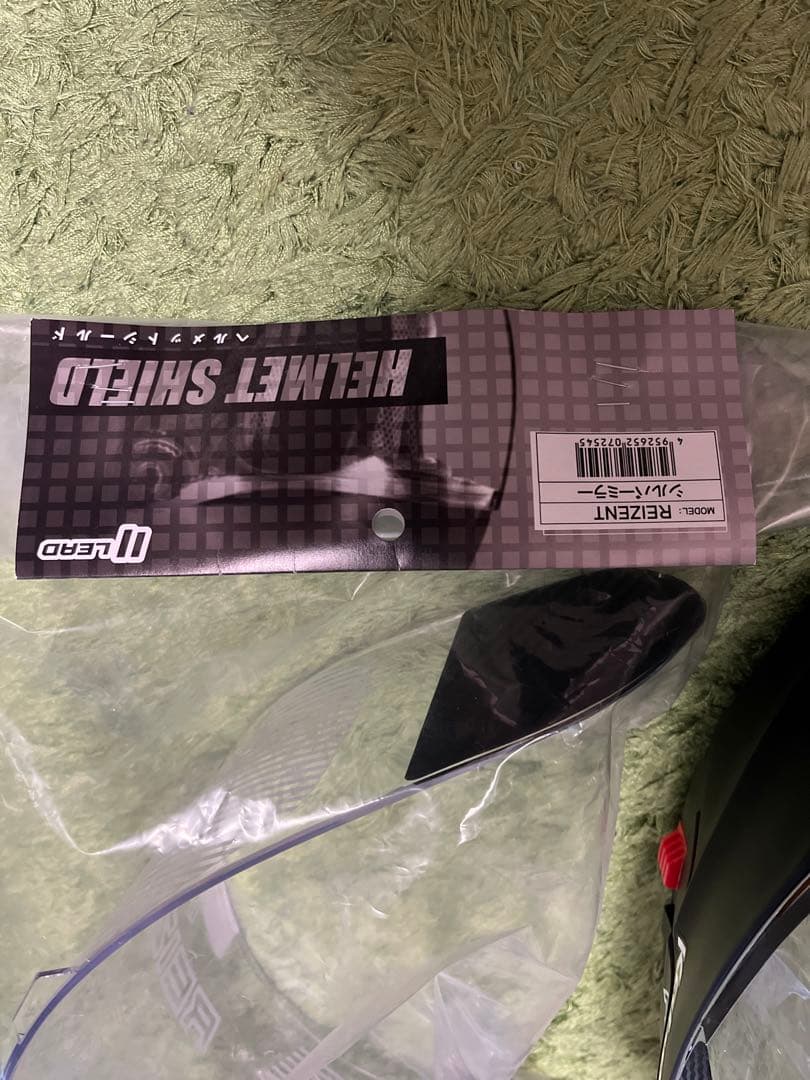 ヘルメットシールド
HELMET SHIELD
LEAD
MODEL: REIZENT
シルバーミラー
4 952652 072545